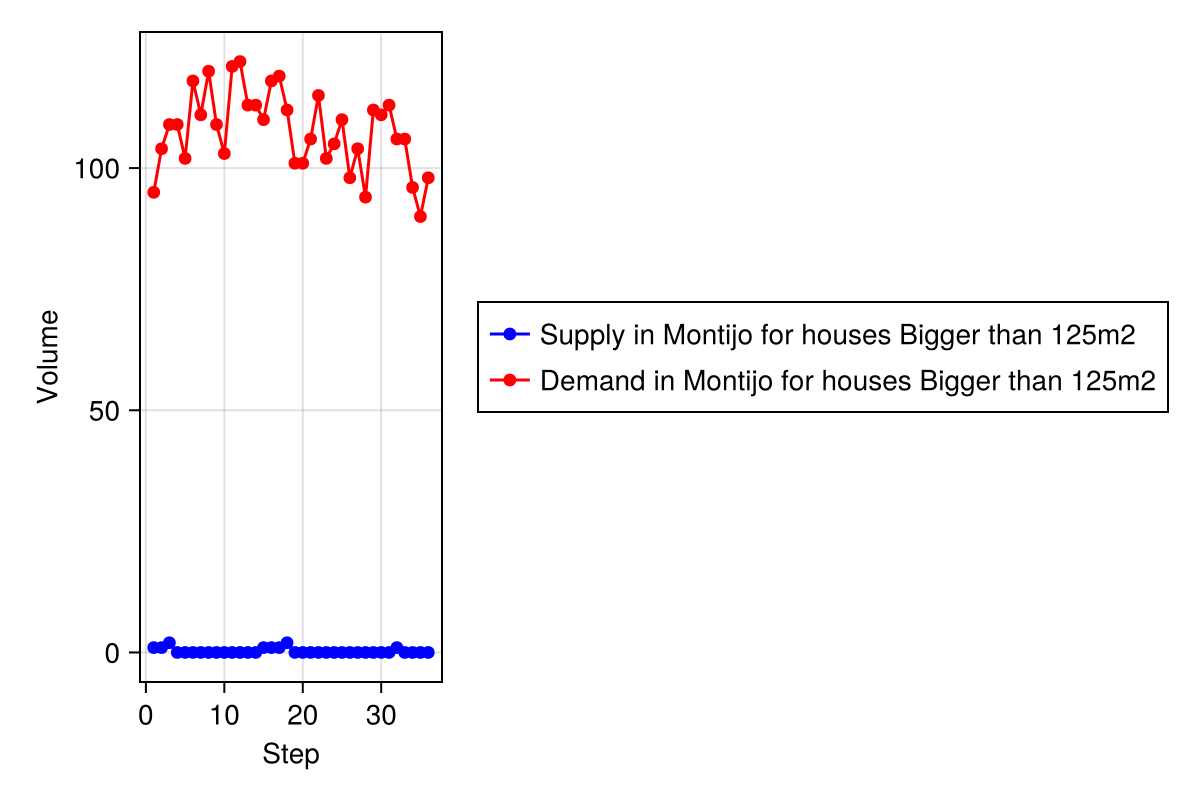 Volume
100
50
0
0 10 20 30
Step
Supply in Montijo for houses Bigger than 125m2
Demand in Montijo for houses Bigger than 125m2